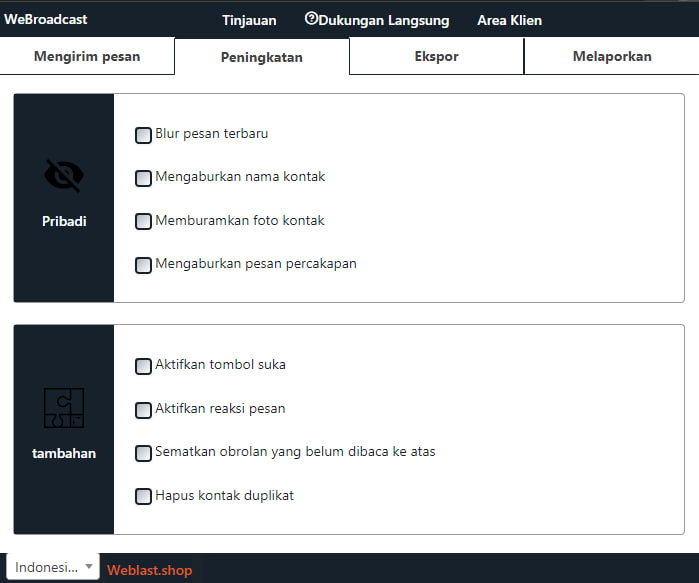 WeBroadcast Tinjauan Dukungan Langsung Area Klien
Mengirim pesan Peningkatan Ekspor Melaporkan
Blur pesan terbaru
Mengaburkan nama kontak
Memburamkan foto kontak
Mengaburkan pesan percakapan
Pribadi
Aktifkan tombol suka
Aktifkan reaksi pesan
Sematkan obrolan yang belum dibaca ke atas
Hapus kontak duplikat
tambahan
Indonesi... Weblast.shop